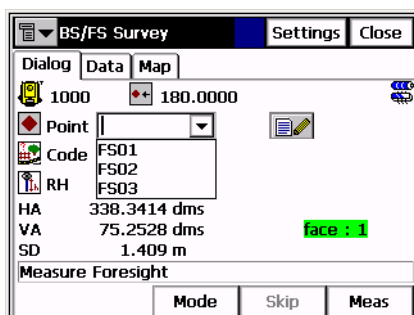 BS/FS Survey Settings Close
Dialog Data Map
1000 180.0000
Point
Code FS01
FS02
RH FS03
HA 338.3414 dms
VA 75.2528 dms face : 1
SD 1.409 m
Measure Foresight
Mode Skip Meas